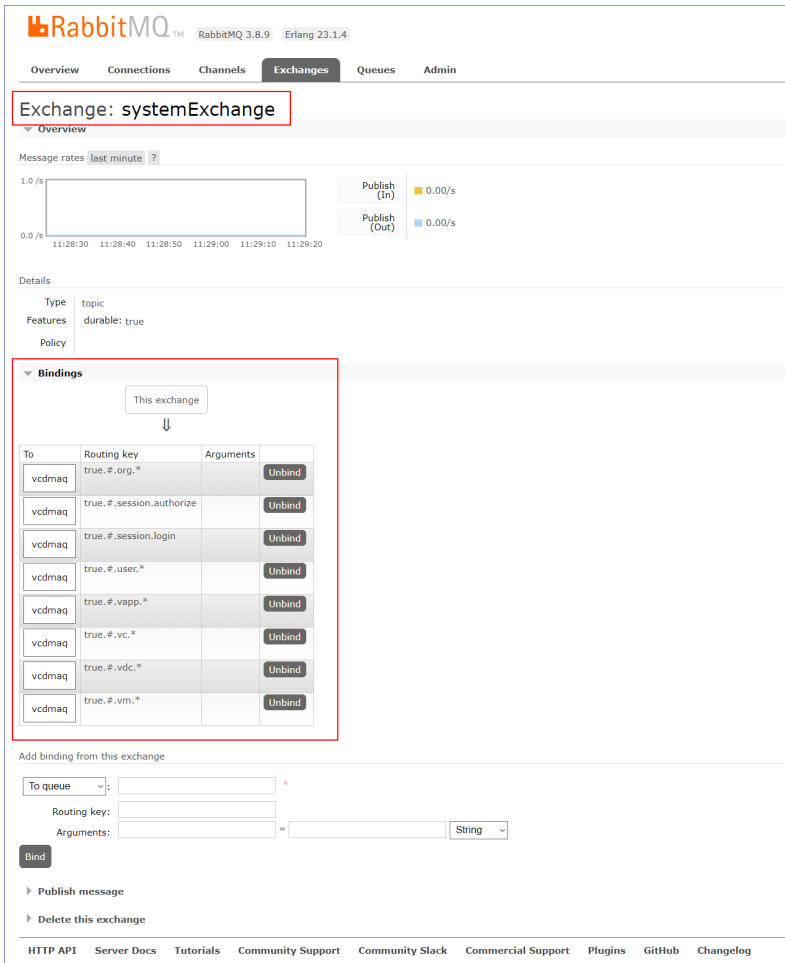 RabbitMQ TM RabbitMQ 3.8.9 Erlang 23.1.4
Overview Connections Channels Exchanges Queues Admin
Exchange: systemExchange
Overview
Message rates last minute ?
1.0 /s
0.0 /s
11:28:30 11:28:40 11:28:50 11:29:00 11:29:10 11:29:20
Publish (In) 0.00/s
Publish (Out) 0.00/s
Details
Type topic
Features durable: true
Policy
Bindings
This exchange
⇓
To Routing key Arguments
vcdmaq true.#.org.* Unbind
vcdmaq true.#.session.authorize Unbind
vcdmaq true.#.session.login Unbind
vcdmaq true.#.user.* Unbind
vcdmaq true.#.vapp.* Unbind
vcdmaq true.#.vc.* Unbind
vcdmaq true.#.vdc.* Unbind
vcdmaq true.#.vm.* Unbind
Add binding from this exchange
To queue : *
Routing key:
Arguments: = String
Bind
Publish message
Delete this exchange
HTTP API Server Docs Tutorials Community Support Community Slack Commercial Support Plugins GitHub Changelog